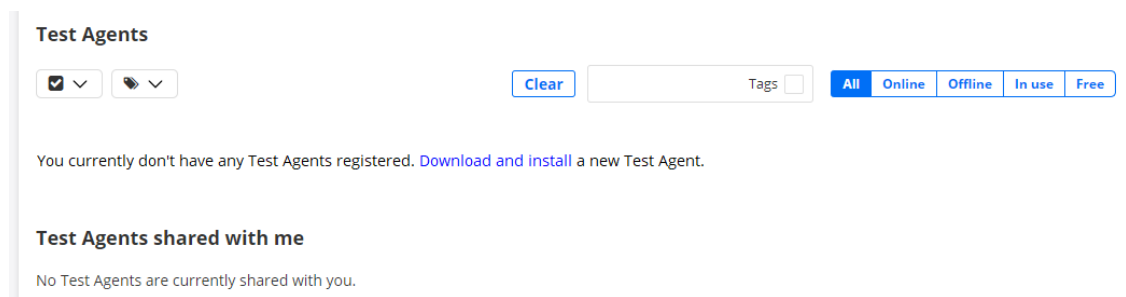 Test Agents
Clear Tags All Online Offline In use Free
You currently don't have any Test Agents registered. Download and install a new Test Agent.
Test Agents shared with me
No Test Agents are currently shared with you.